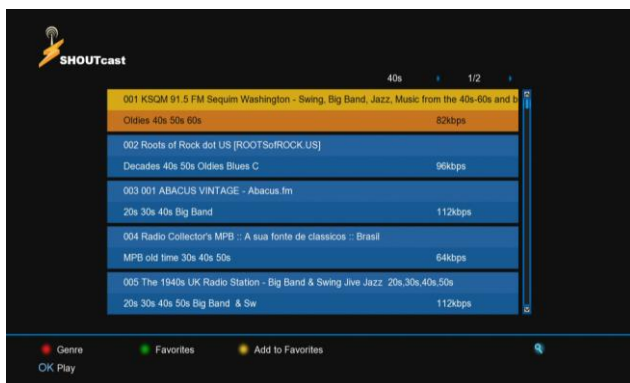 SHOUTcast
40s 1/2
001 KSQM 91.5 FM Sequim Washington - Swing, Big Band, Jazz, Music from the 40s-60s and b
Oldies 40s 50s 60s 82kbps
002 Roots of Rock dot US [ROOTSofROCK.US]
Decades 40s 50s Oldies Blues C 96kbps
003 001 ABACUS VINTAGE - Abacus.fm
20s 30s 40s Big Band 112kbps
004 Radio Collector's MPB :: A sua fonte de classicos :: Brasil
MPB old time 30s 40s 50s 64kbps
005 The 1940s UK Radio Station - Big Band & Swing Jive Jazz 20s,30s,40s,50s
20s 30s 40s 50s Big Band & Sw 112kbps
Genre Favorites Add to Favorites
OK Play